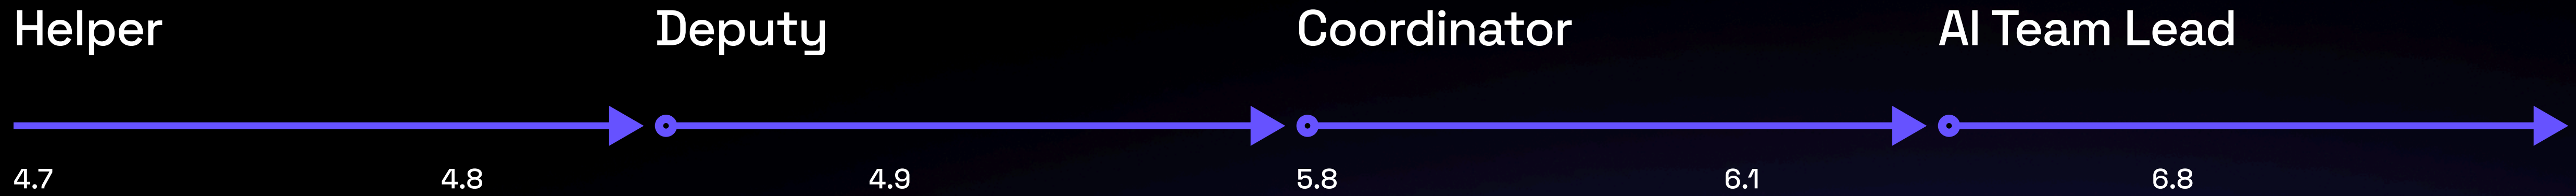 Helper Deputy Coordinator AI Team Lead
4.7 4.8 4.9 5.8 6.1 6.8